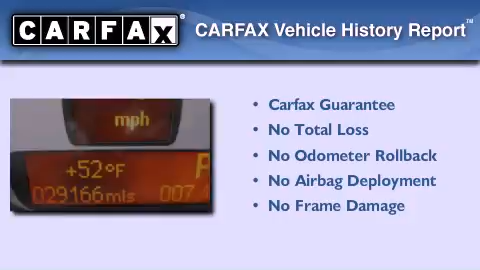 CARFAX® CARFAX Vehicle History Report™
mph
+52°F
029166mls 007.
• Carfax Guarantee
• No Total Loss
• No Odometer Rollback
• No Airbag Deployment
• No Frame Damage